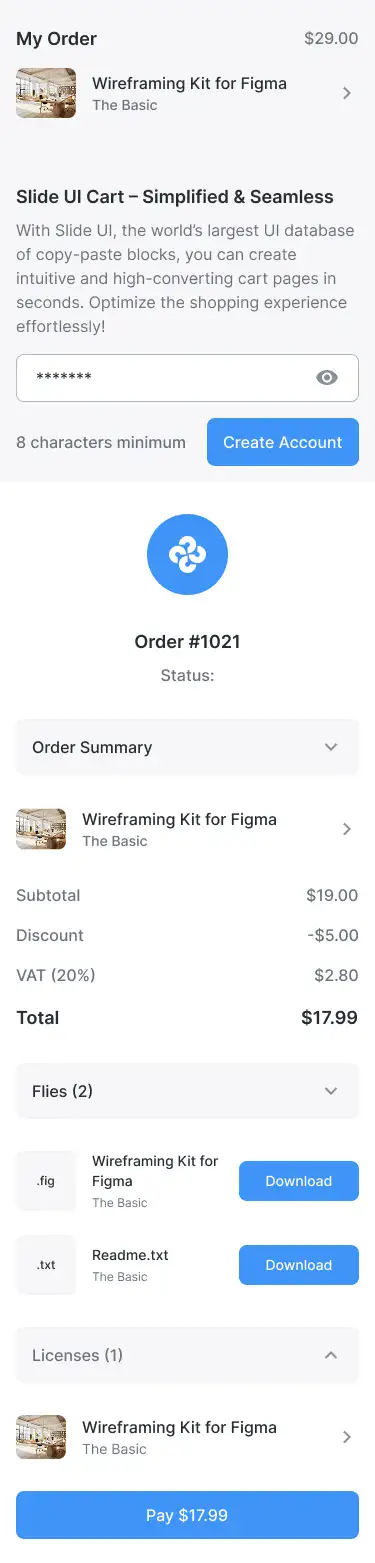 My Order $29.00
Wireframing Kit for Figma
The Basic
Slide UI Cart – Simplified & Seamless
With Slide UI, the world's largest UI database
of copy-paste blocks, you can create
intuitive and high-converting cart pages in
seconds. Optimize the shopping experience
effortlessly!
*******
8 characters minimum Create Account
Order #1021
Status:
Order Summary
Wireframing Kit for Figma
The Basic
Subtotal $19.00
Discount -$5.00
VAT (20%) $2.80
Total $17.99
Flies (2)
.fig
Wireframing Kit for
Figma
The Basic
Download
.txt
Readme.txt
The Basic
Download
Licenses (1)
Wireframing Kit for Figma
The Basic
Pay $17.99